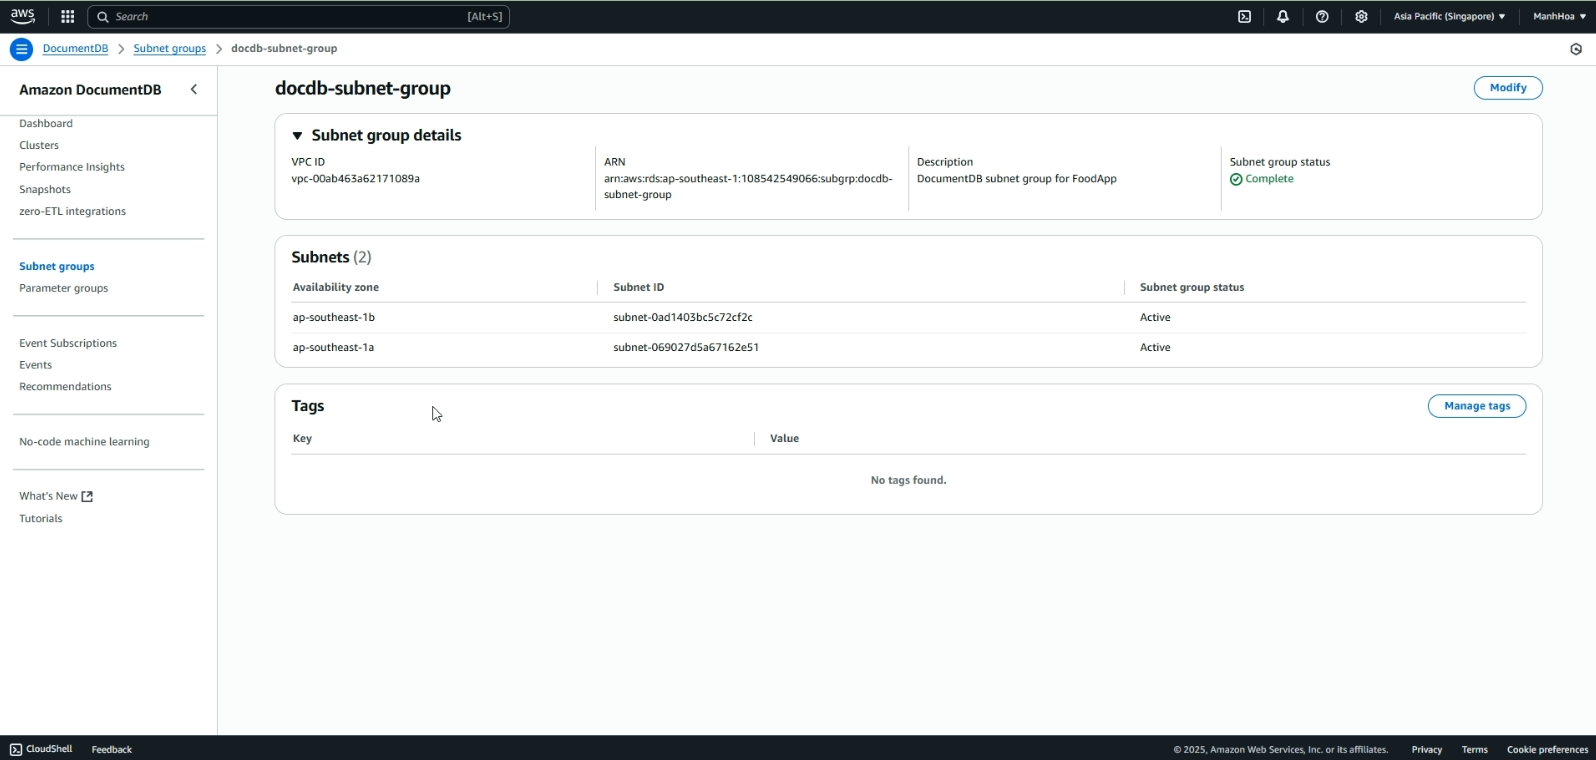 aws
Search [Alt+S]
Asia Pacific (Singapore)
ManhHoa
DocumentDB
Subnet groups
docdb-subnet-group
Amazon DocumentDB
Dashboard
Clusters
Performance Insights
Snapshots
zero-ETL integrations
Subnet groups
Parameter groups
Event Subscriptions
Events
Recommendations
No-code machine learning
What's New
Tutorials
docdb-subnet-group
Modify
Subnet group details
VPC ID
vpc-00ab463a62171089a
ARN
arn:aws:rds:ap-southeast-1:108542549066:subgrp:docdb-
subnet-group
Description
DocumentDB subnet group for FoodApp
Subnet group status
Complete
Subnets (2)
Availability zone Subnet ID Subnet group status
ap-southeast-1b subnet-0ad1403bc5c72cf2c Active
ap-southeast-1a subnet-069027d5a67162e51 Active
Tags
Manage tags
Key Value
No tags found.
CloudShell Feedback
© 2025, Amazon Web Services, Inc. or its affiliates. Privacy Terms Cookie preferences